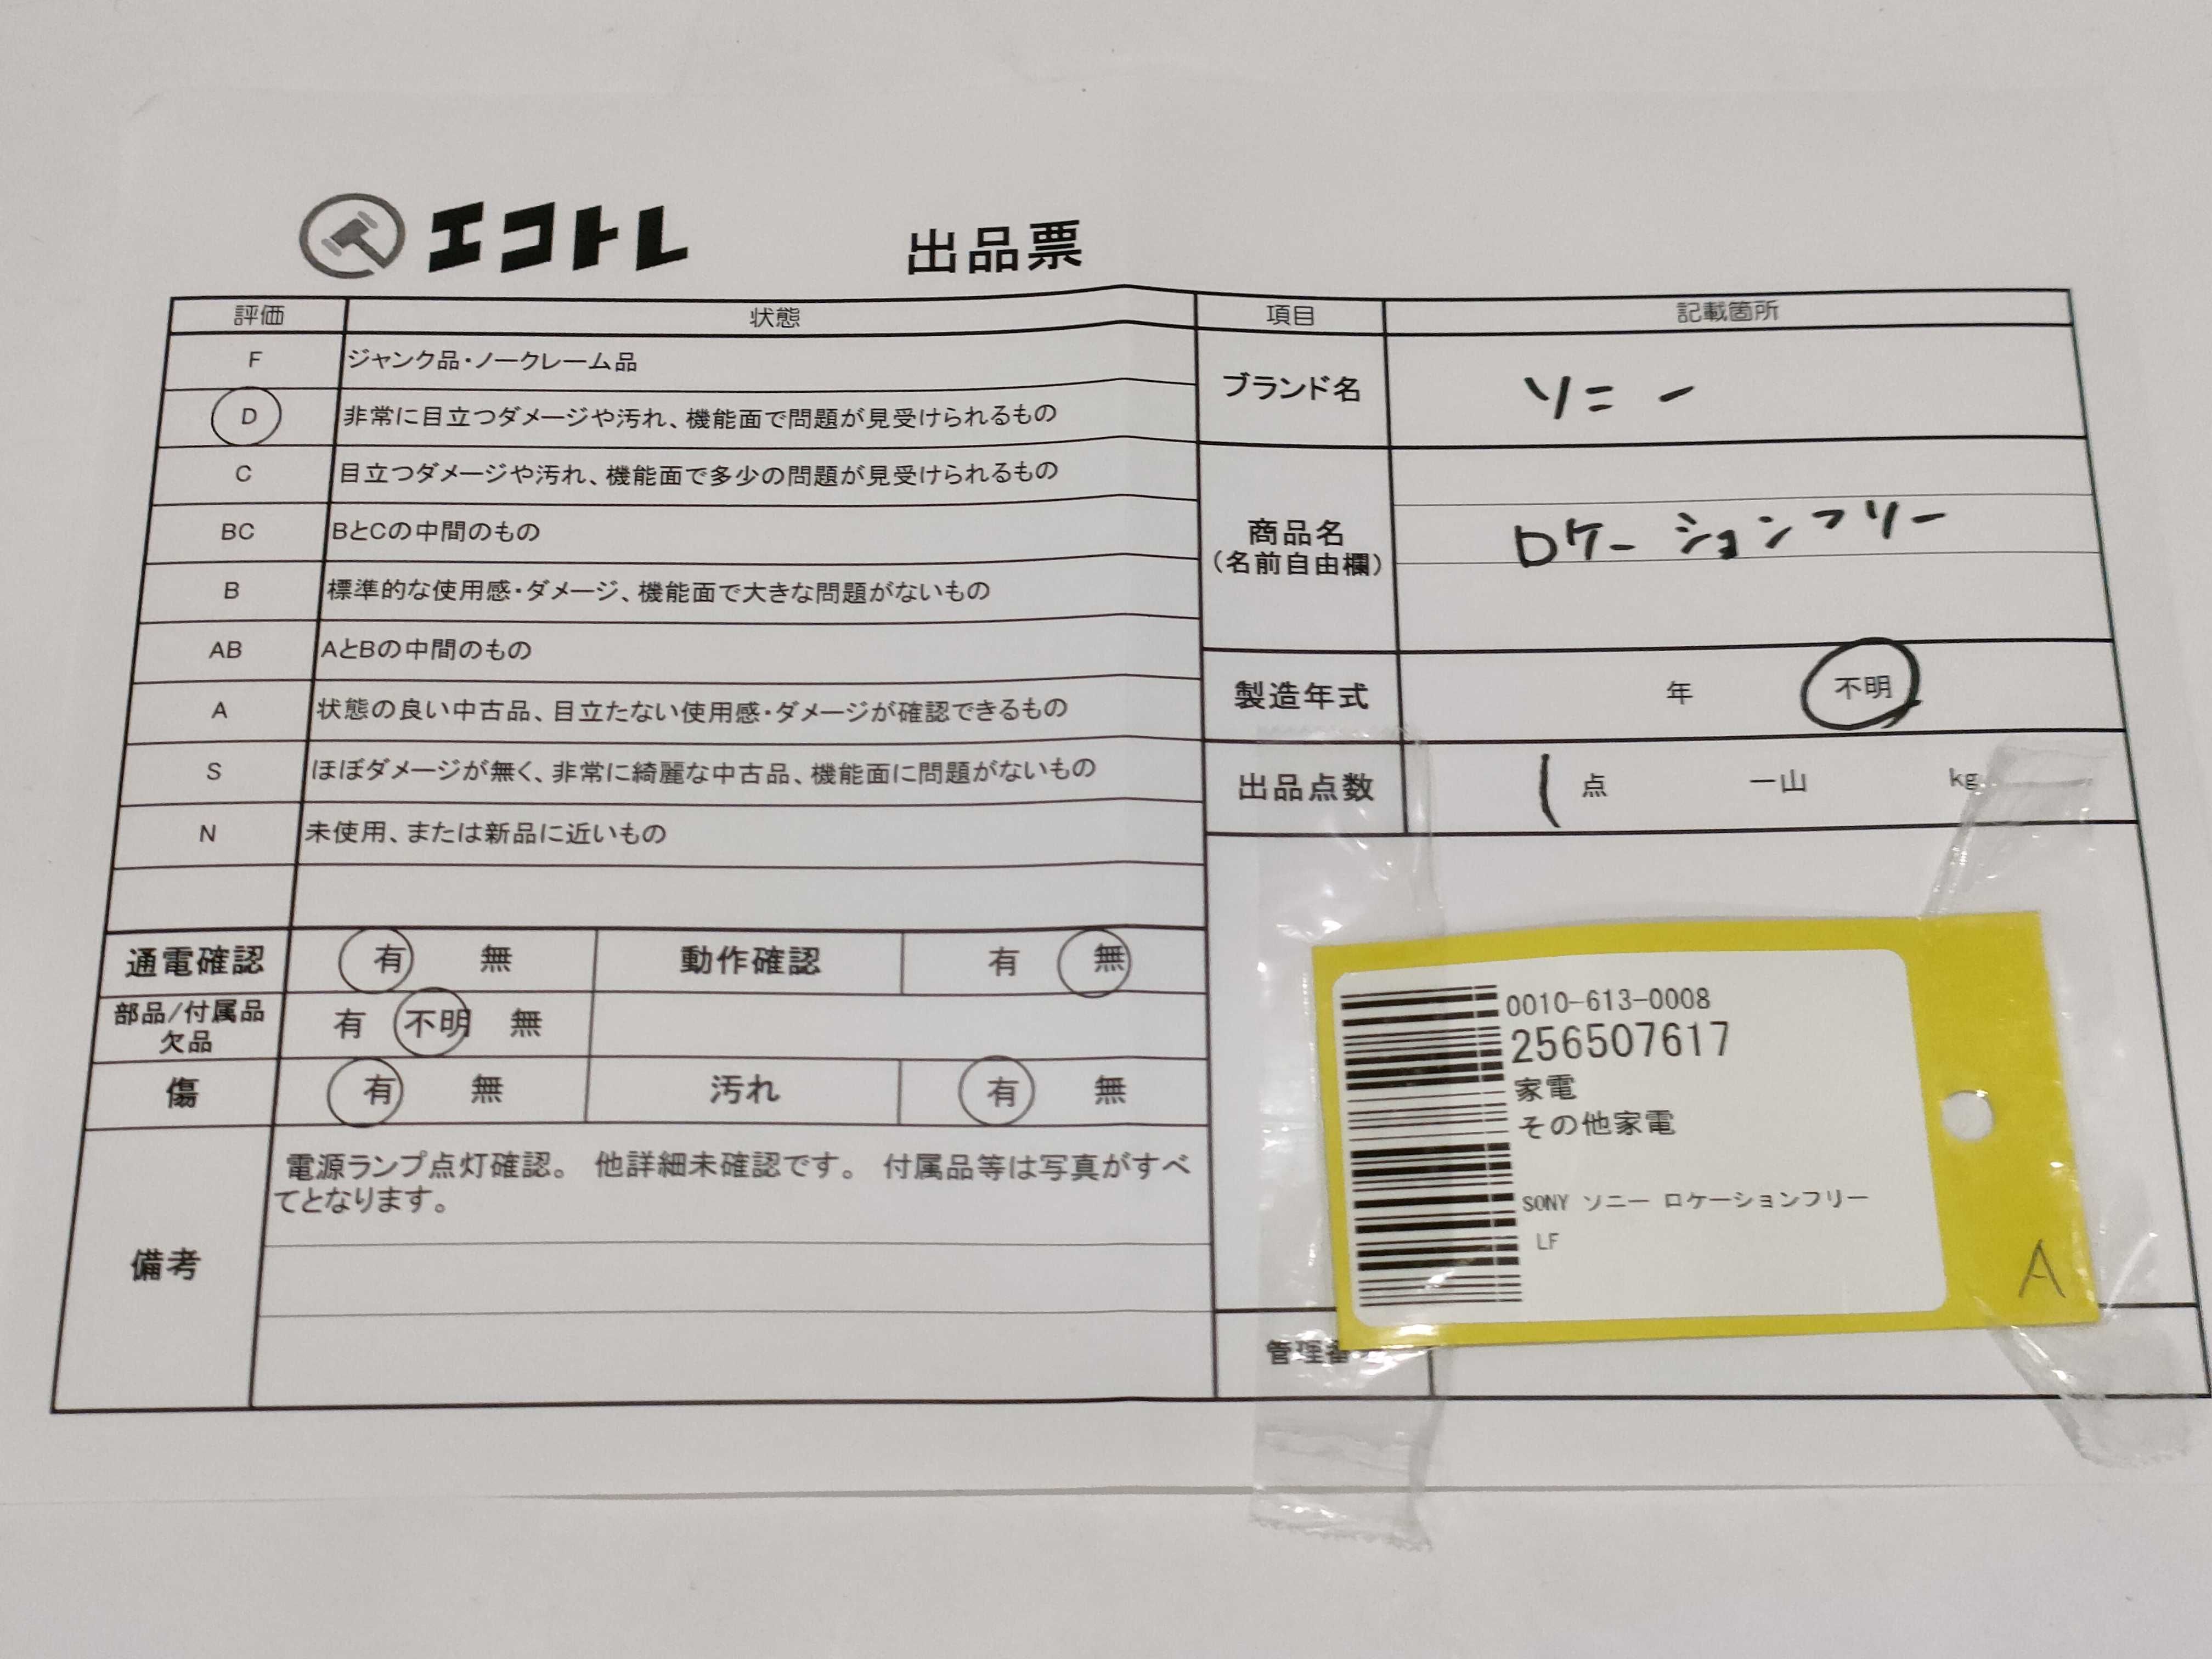 エコトレ 出品票
評価 状態 項目 記載箇所
F ジャンク品・ノークレーム品
D 非常に目立つダメージや汚れ、機能面で問題が見受けられるもの
ブランド名 ソニー
C 目立つダメージや汚れ、機能面で多少の問題が見受けられるもの
BC BとCの中間のもの
商品名
(名前自由欄)
ロケーションフリー
B 標準的な使用感・ダメージ、機能面で大きな問題がないもの
AB AとBの中間のもの
A 状態の良い中古品、目立たない使用感・ダメージが確認できるもの
製造年式 年 不明
S ほぼダメージが無く、非常に綺麗な中古品、機能面に問題がないもの
出品点数 1 点 一山 kg
N 未使用、または新品に近いもの
通電確認 有 無 動作確認 有 無
部品/付属品
欠品
有 不明 無
傷 有 無 汚れ 有 無
備考
電源ランプ点灯確認。 他詳細未確認です。 付属品等は写真がすべ
てとなります。
0010-613-0008
256507617
家電
その他家電
SONY ソニー ロケーションフリー
LF
A
管理番